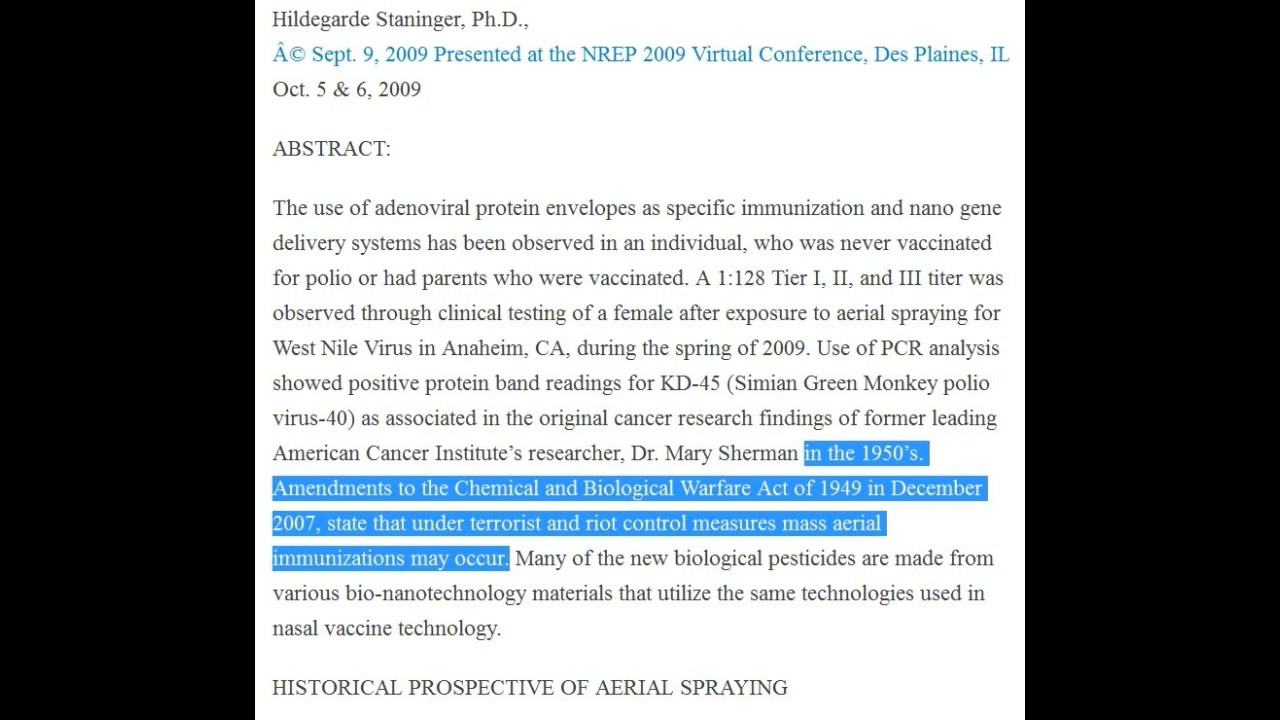 Hildegarde Staninger, Ph.D.,
Â© Sept. 9, 2009 Presented at the NREP 2009 Virtual Conference, Des Plaines, IL
Oct. 5 & 6, 2009
ABSTRACT:
The use of adenoviral protein envelopes as specific immunization and nano gene
delivery systems has been observed in an individual, who was never vaccinated
for polio or had parents who were vaccinated. A 1:128 Tier I, II, and III titer was
observed through clinical testing of a female after exposure to aerial spraying for
West Nile Virus in Anaheim, CA, during the spring of 2009. Use of PCR analysis
showed positive protein band readings for KD-45 (Simian Green Monkey polio
virus-40) as associated in the original cancer research findings of former leading
American Cancer Institute’s researcher, Dr. Mary Sherman in the 1950’s.
Amendments to the Chemical and Biological Warfare Act of 1949 in December
2007, state that under terrorist and riot control measures mass aerial
immunizations may occur. Many of the new biological pesticides are made from
various bio-nanotechnology materials that utilize the same technologies used in
nasal vaccine technology.
HISTORICAL PROSPECTIVE OF AERIAL SPRAYING